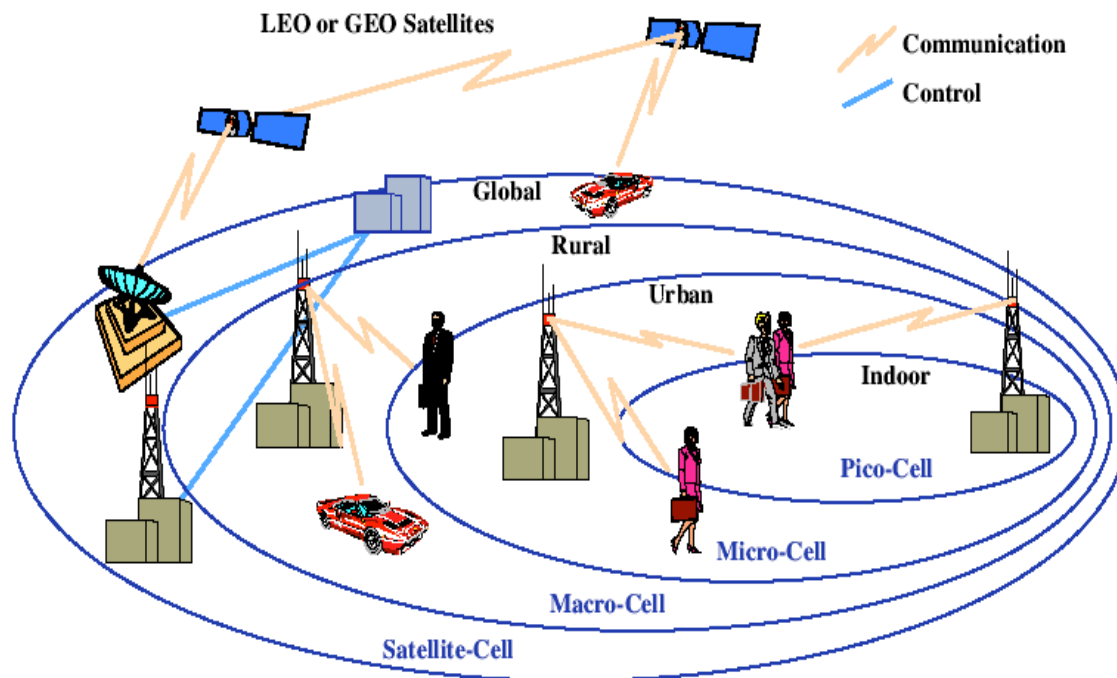 LEO or GEO Satellites
Communication
Control
Global
Rural
Urban
Indoor
Pico-Cell
Micro-Cell
Macro-Cell
Satellite-Cell